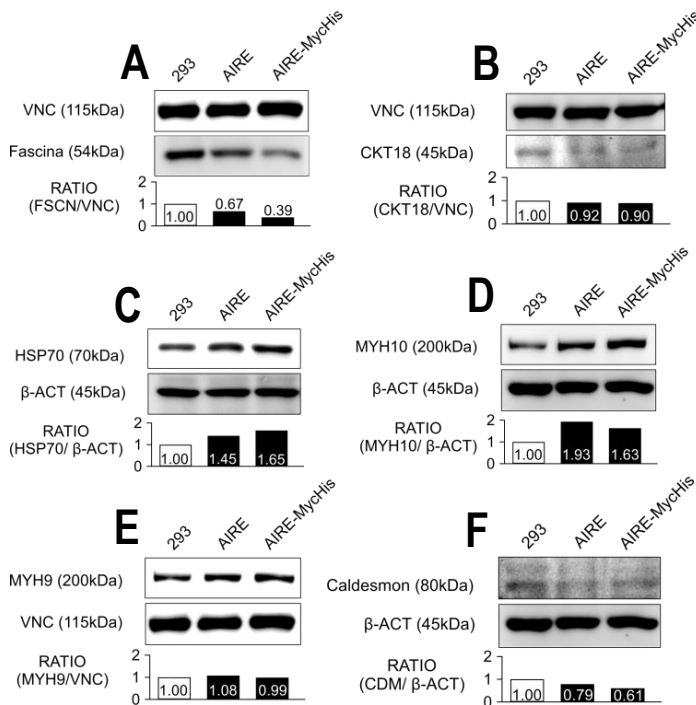 A
293
AIRE
AIRE-MycHis
VNC (115kDa)
Fascina (54kDa)
RATIO
(FSCN/VNC)
2
1
0
1.00
0.67
0.39
B
293
AIRE
AIRE-MycHis
VNC (115kDa)
CKT18 (45kDa)
RATIO
(CKT18/VNC)
2
1
0
1.00
0.92
0.90
C
293
AIRE
AIRE-MycHis
HSP70 (70kDa)
β-ACT (45kDa)
RATIO
(HSP70/ β-ACT)
2
1
0
1.00
1.45
1.65
D
293
AIRE
AIRE-MycHis
MYH10 (200kDa)
β-ACT (45kDa)
RATIO
(MYH10/ β-ACT)
2
1
0
1.00
1.93
1.63
E
293
AIRE
AIRE-MycHis
MYH9 (200kDa)
VNC (115kDa)
RATIO
(MYH9/VNC)
2
1
0
1.00
1.08
0.99
F
293
AIRE
AIRE-MycHis
Caldesmon (80kDa)
β-ACT (45kDa)
RATIO
(CDM/ β-ACT)
2
1
0
1.00
0.79
0.61